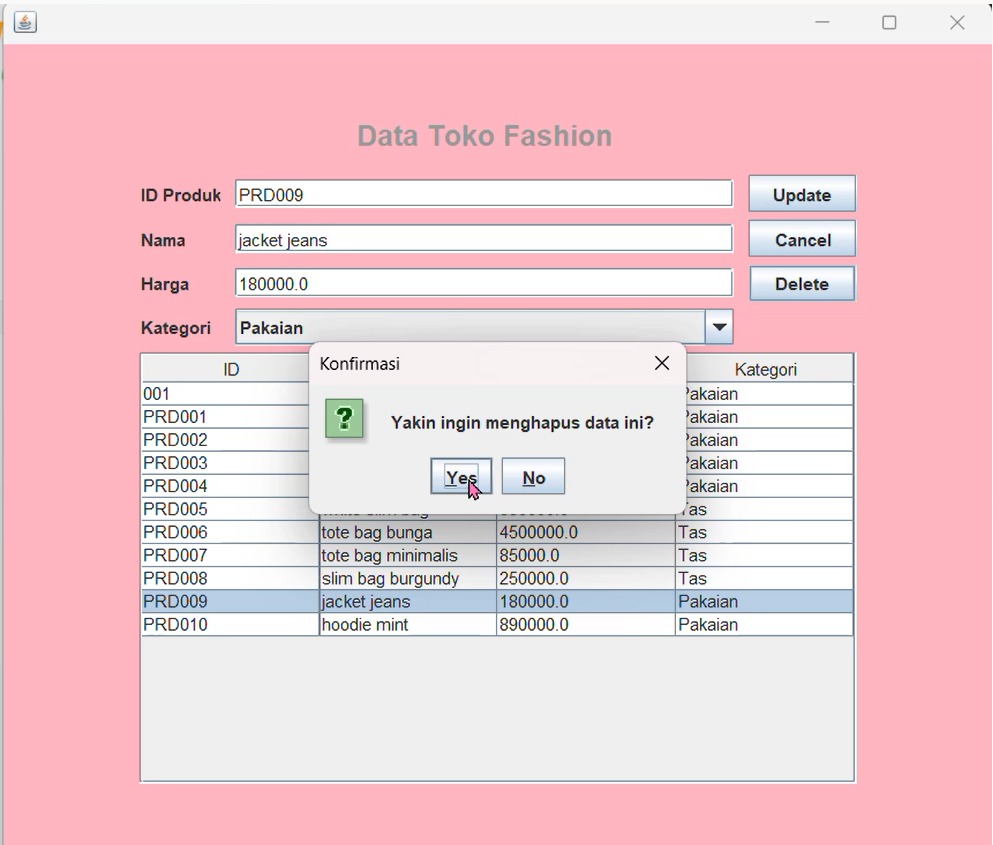 Data Toko Fashion
ID Produk PRD009 Update
Nama jacket jeans Cancel
Harga 180000.0 Delete
Kategori Pakaian
Konfirmasi
Yakin ingin menghapus data ini?
Yes No
ID Kategori
001 Pakaian
PRD001 Pakaian
PRD002 Pakaian
PRD003 Pakaian
PRD004 Pakaian
PRD005 Tas
PRD006 tote bag bunga 4500000.0 Tas
PRD007 tote bag minimalis 85000.0 Tas
PRD008 slim bag burgundy 250000.0 Tas
PRD009 jacket jeans 180000.0 Pakaian
PRD010 hoodie mint 890000.0 Pakaian